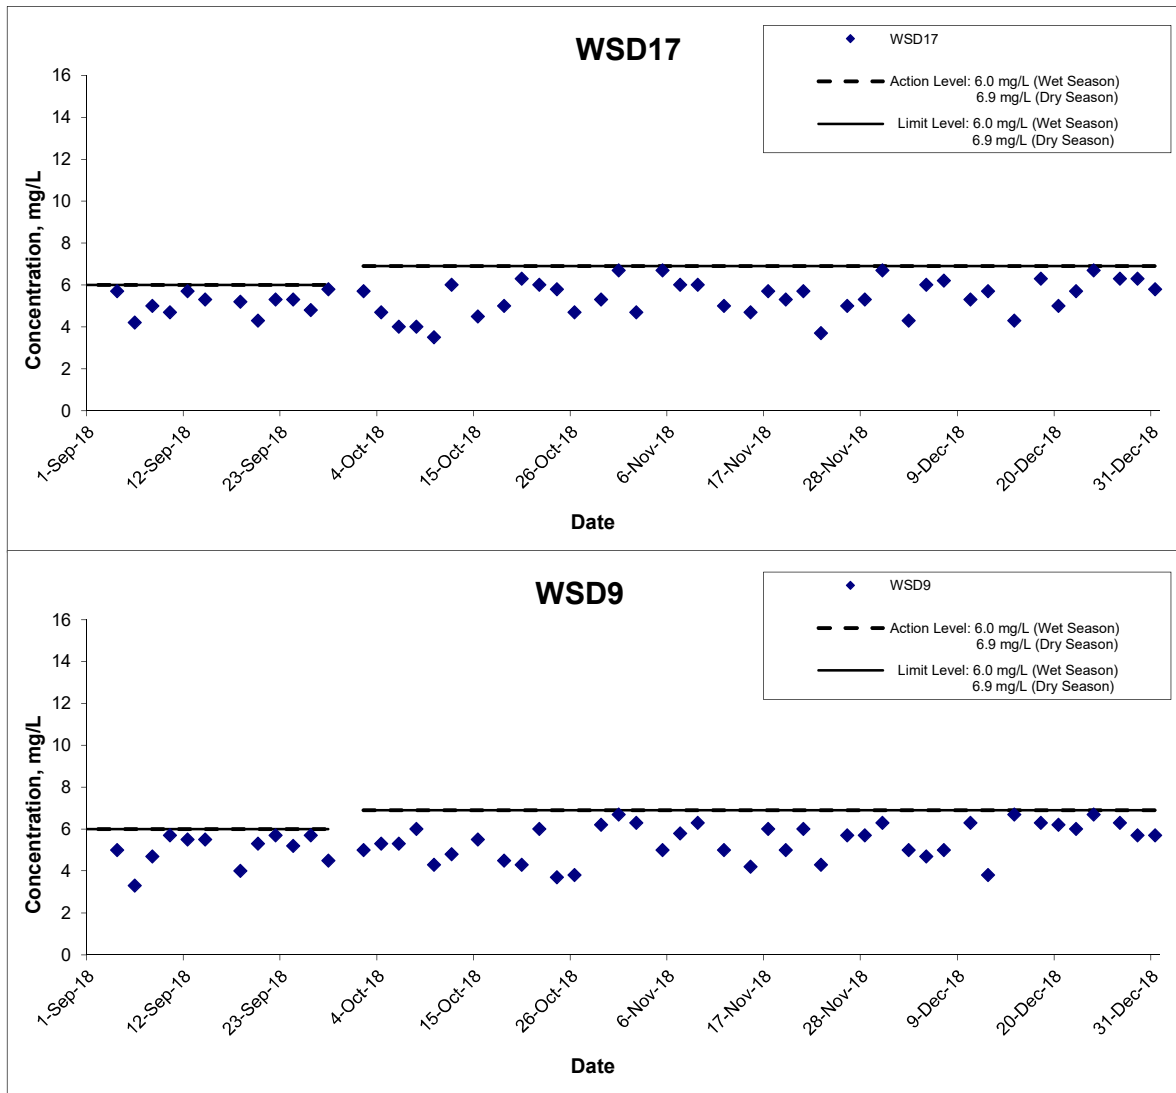 WSD17
WSD17
Action Level: 6.0 mg/L (Wet Season)
6.9 mg/L (Dry Season)
Limit Level: 6.0 mg/L (Wet Season)
6.9 mg/L (Dry Season)
Concentration, mg/L
16
14
12
10
8
6
4
2
0
1-Sep-18
12-Sep-18
23-Sep-18
4-Oct-18
15-Oct-18
26-Oct-18
6-Nov-18
17-Nov-18
28-Nov-18
9-Dec-18
20-Dec-18
31-Dec-18
Date
WSD9
WSD9
Action Level: 6.0 mg/L (Wet Season)
6.9 mg/L (Dry Season)
Limit Level: 6.0 mg/L (Wet Season)
6.9 mg/L (Dry Season)
Concentration, mg/L
16
14
12
10
8
6
4
2
0
1-Sep-18
12-Sep-18
23-Sep-18
4-Oct-18
15-Oct-18
26-Oct-18
6-Nov-18
17-Nov-18
28-Nov-18
9-Dec-18
20-Dec-18
31-Dec-18
Date